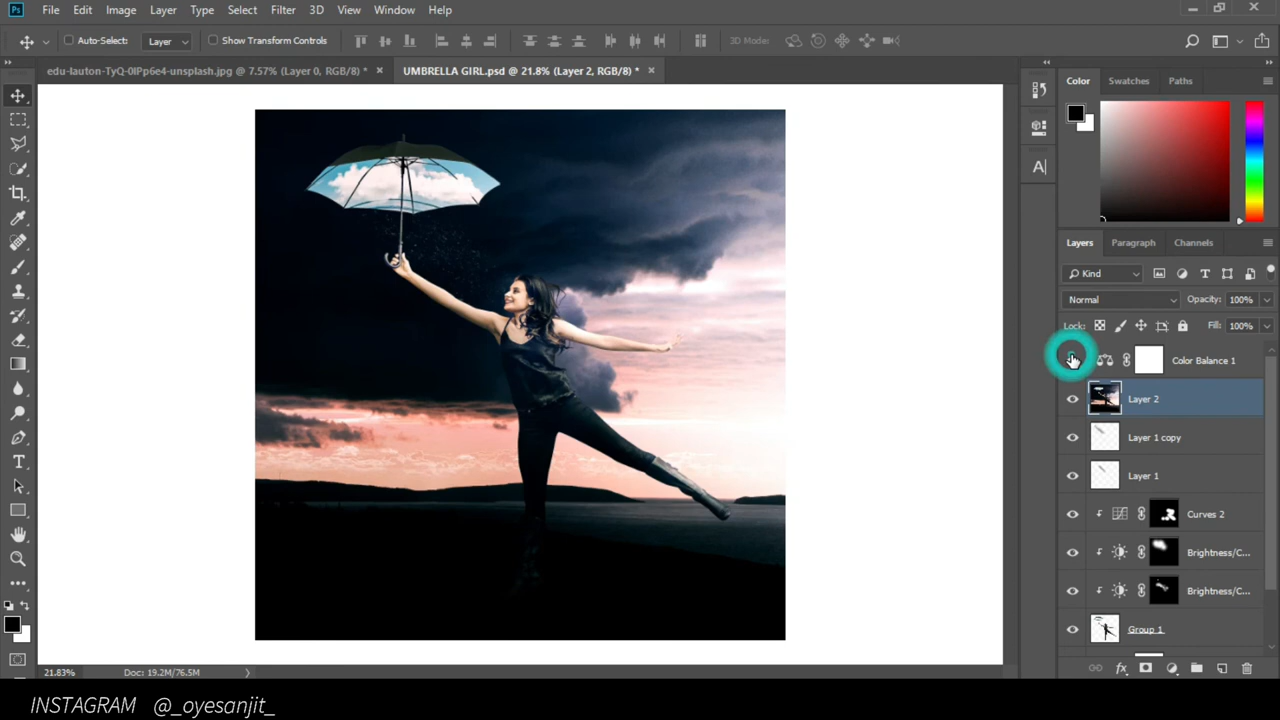 Ps File Edit Image Layer Type Select Filter 3D View Window Help
Auto-Select: Layer Show Transform Controls 3D Mode:
edu-lauton-TyQ-0lPp6e4-unsplash.jpg @ 7.57% (Layer 0, RGB/8) * × UMBRELLA GIRL.psd @ 21.8% (Layer 2, RGB/8) * ×
Color Swatches Paths
Layers Paragraph Channels
Kind
Normal Opacity: 100%
Lock: Fill: 100%
Color Balance 1
Layer 2
Layer 1 copy
Layer 1
Curves 2
Brightness/C...
Brightness/C...
Group 1
21.83% Doc: 19.2M/76.5M
INSTAGRAM @_oyesanjit_